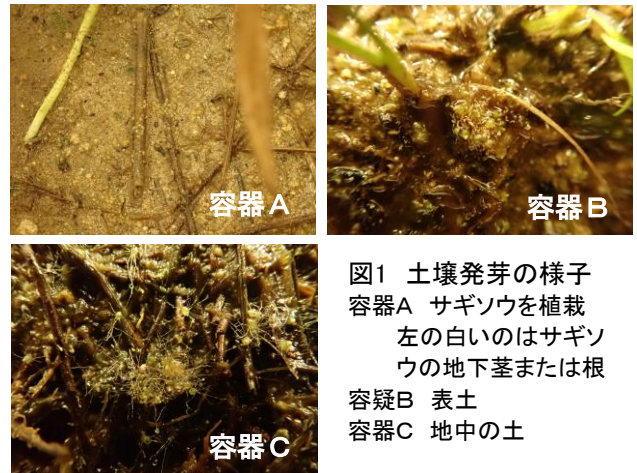 容器A
容器B
容器C
図1 土壌発芽の様子
容器A サギソウを植栽
左の白いのはサギソ
ウの地下茎または根
容疑B 表土
容器C 地中の土